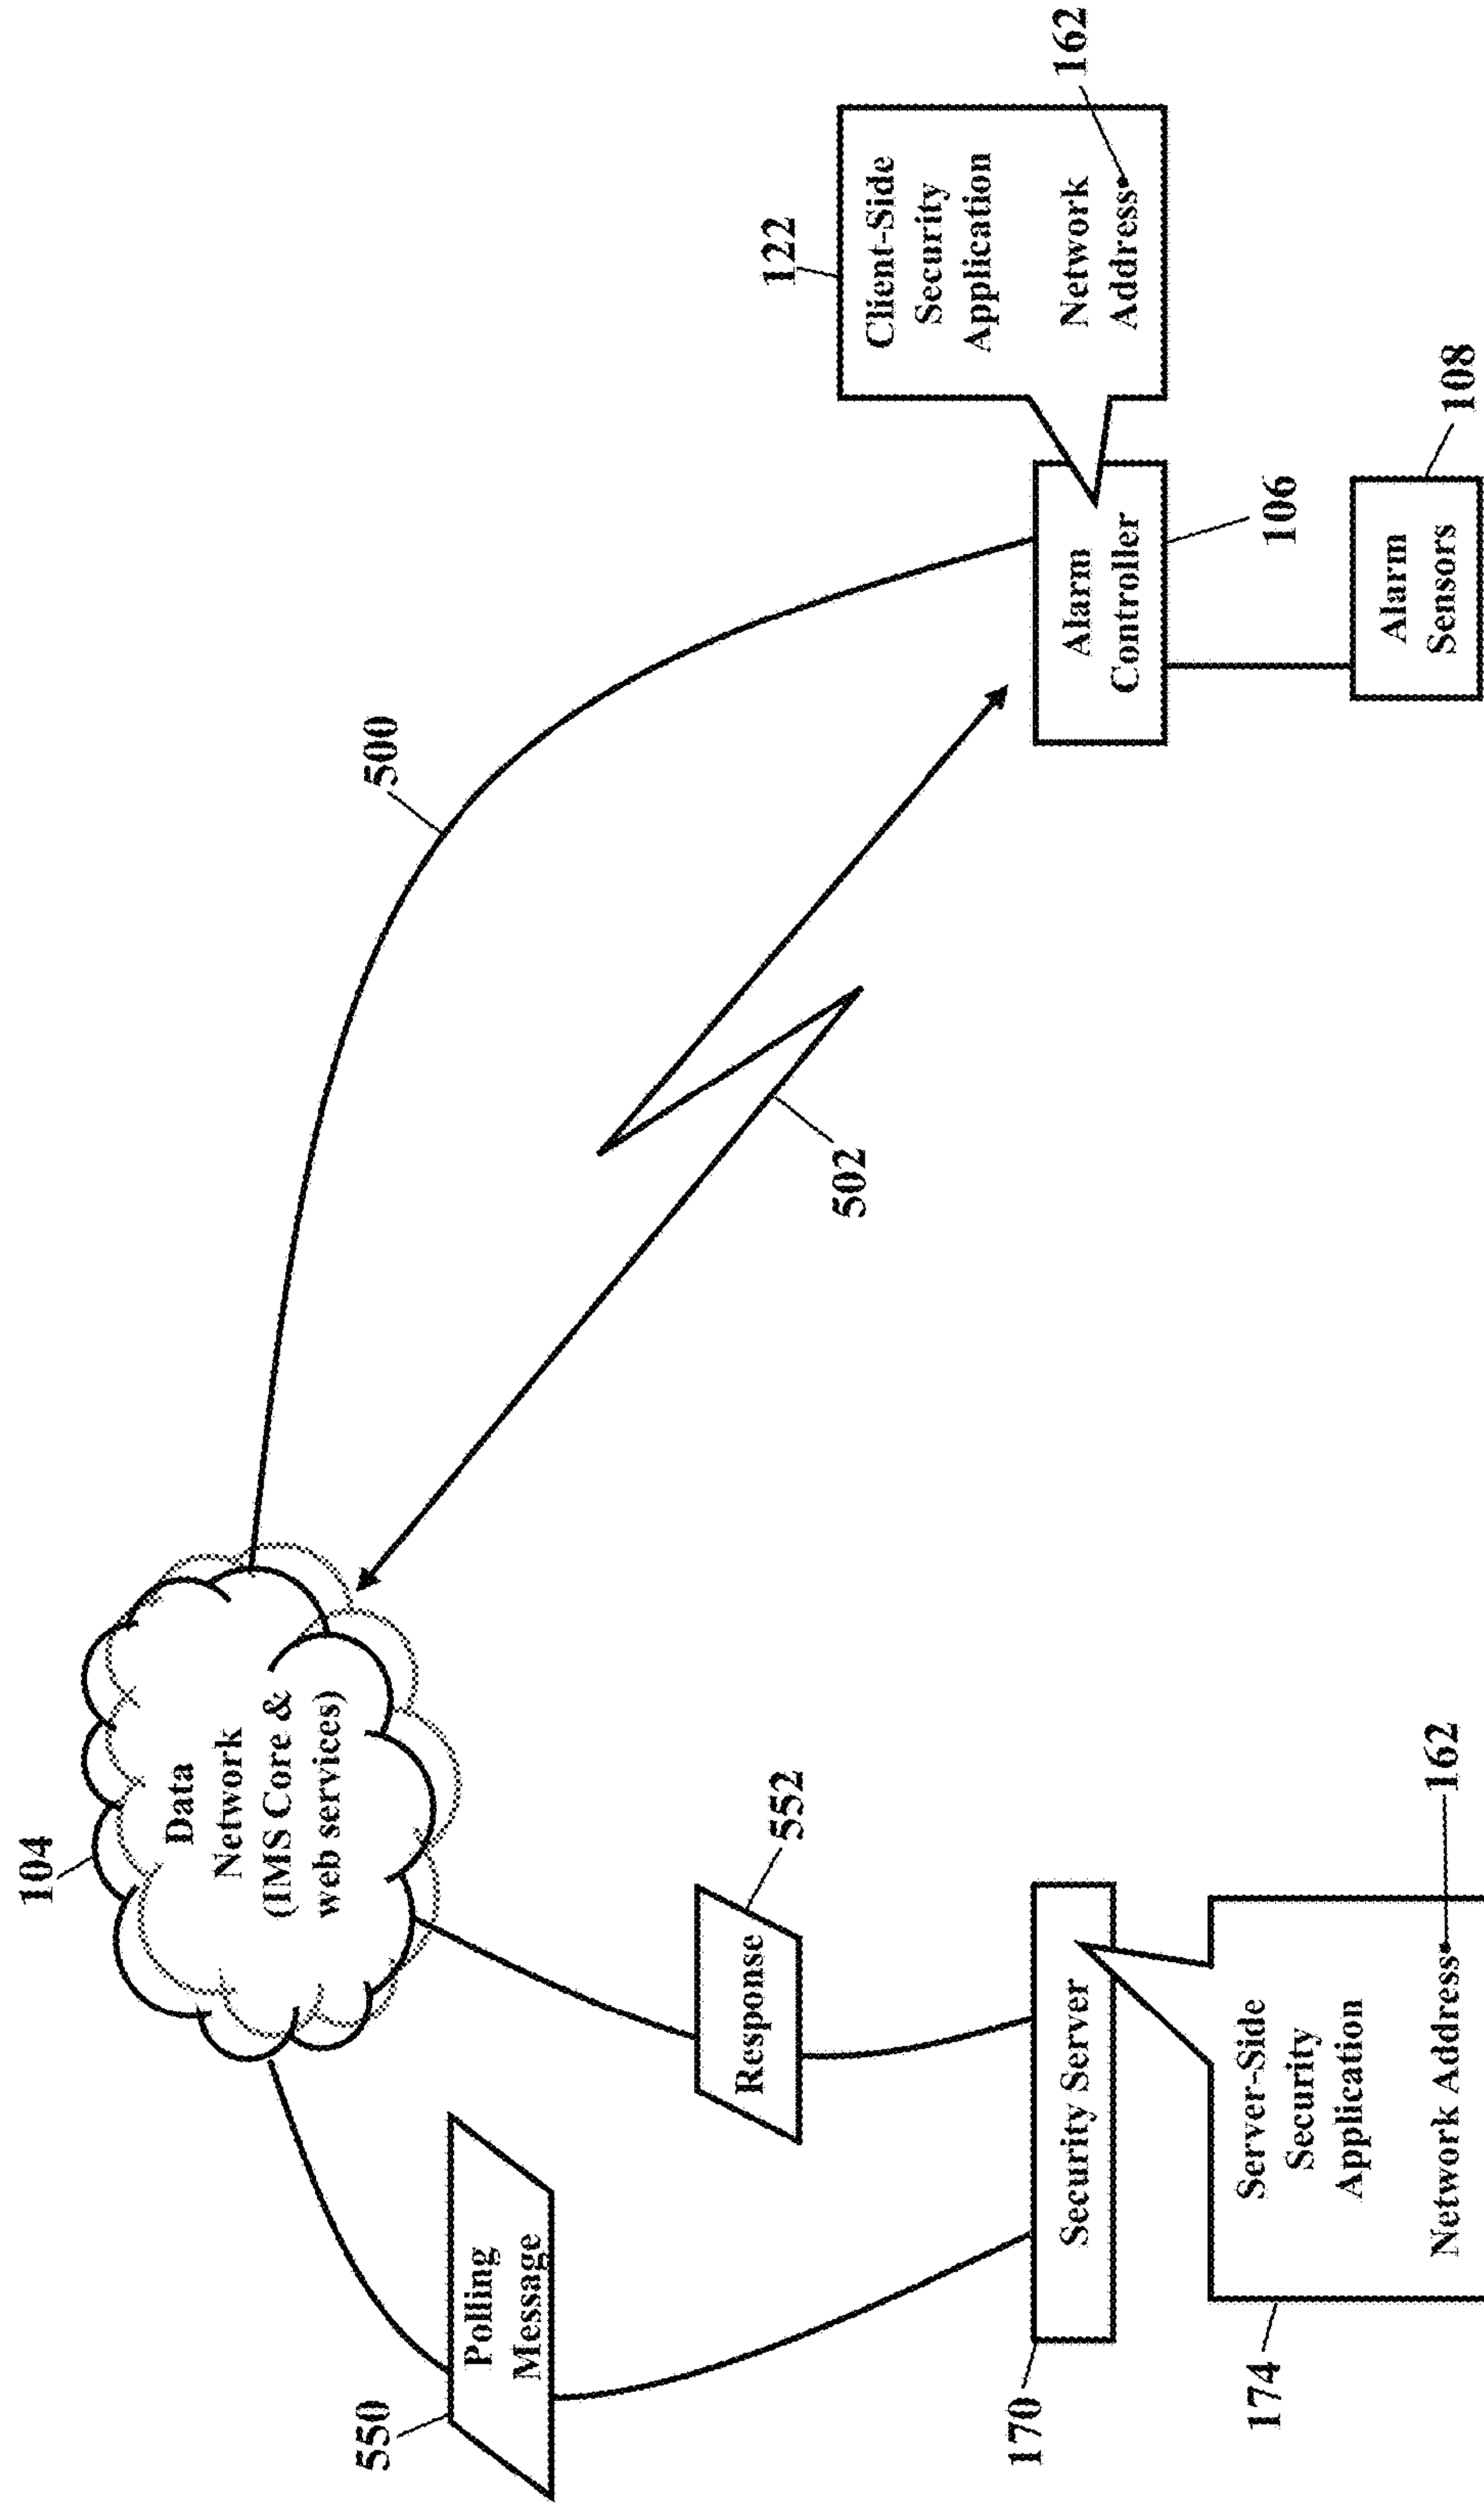 104
Data
Network
(IMS Core &
web services)
500
502
550
Polling
Message
Response
552
122
Client-Side
Security
Application
Network
Address
162
Alarm
Controller
106
Alarm
Sensors
108
170
Security Server
174
Server-Side
Security
Application
Network Address
162